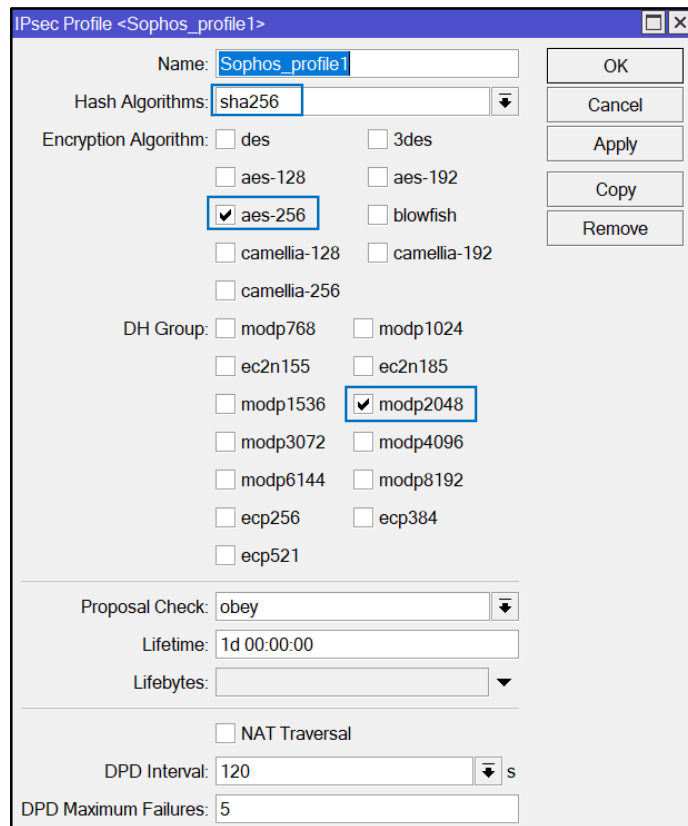 IPsec Profile <Sophos_profile1>
Name: Sophos_profile1
OK
Hash Algorithms: sha256
Cancel
Encryption Algorithm: des 3des
Apply
aes-128 aes-192
Copy
aes-256 blowfish
Remove
camellia-128 camellia-192
camellia-256
DH Group: modp768 modp1024
ec2n155 ec2n185
modp1536 modp2048
modp3072 modp4096
modp6144 modp8192
ecp256 ecp384
ecp521
Proposal Check: obey
Lifetime: 1d 00:00:00
Lifebytes:
NAT Traversal
DPD Interval: 120 s
DPD Maximum Failures: 5